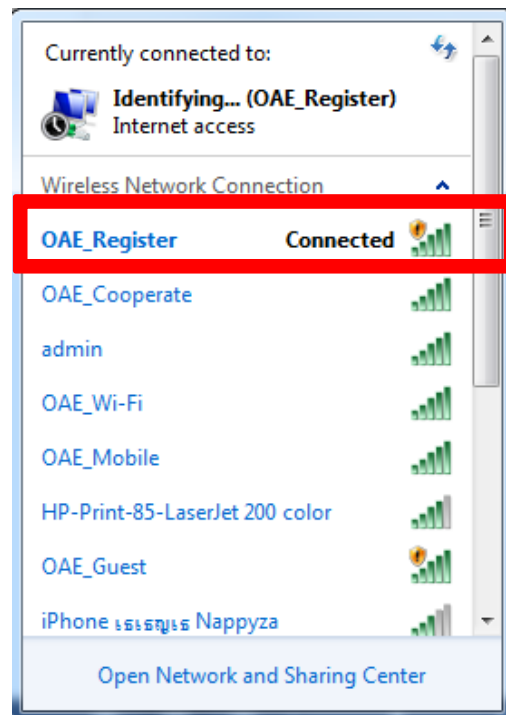 Currently connected to:
Identifying... (OAE_Register)
Internet access
Wireless Network Connection
OAE_Register Connected
OAE_Cooperate
admin
OAE_Wi-Fi
OAE_Mobile
HP-Print-85-LaserJet 200 color
OAE_Guest
iPhone Nappyza
Open Network and Sharing Center